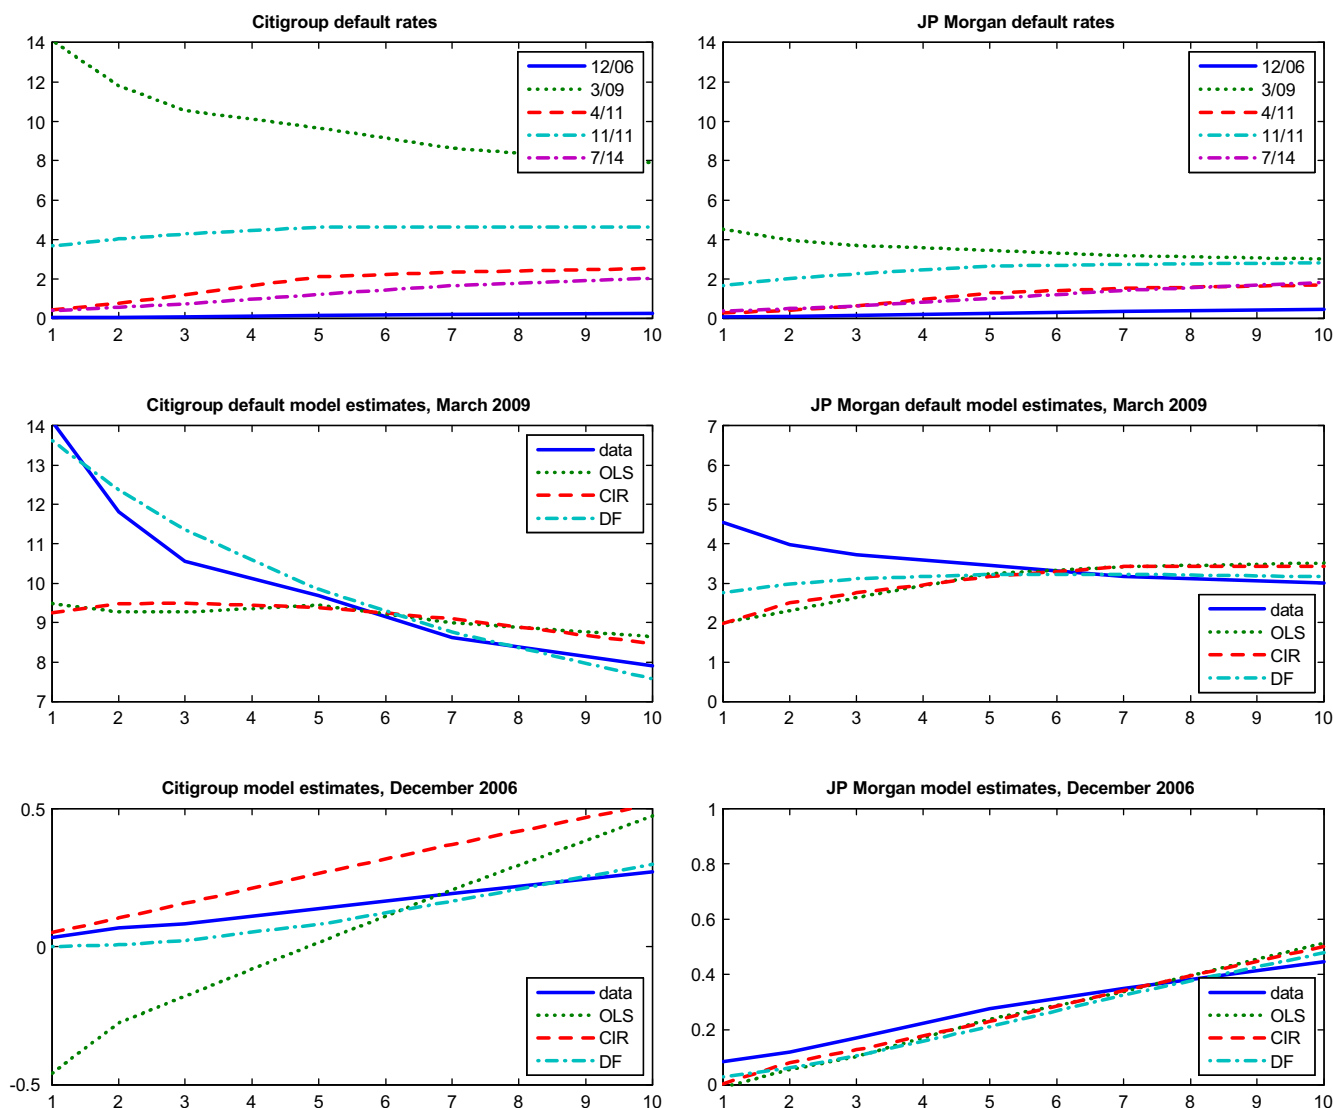 Citigroup default rates
14
12
10
8
6
4
2
0
1 2 3 4 5 6 7 8 9 10
12/06
3/09
4/11
11/11
7/14
JP Morgan default rates
14
12
10
8
6
4
2
0
1 2 3 4 5 6 7 8 9 10
12/06
3/09
4/11
11/11
7/14
Citigroup default model estimates, March 2009
14
13
12
11
10
9
8
7
1 2 3 4 5 6 7 8 9 10
data
OLS
CIR
DF
JP Morgan default model estimates, March 2009
7
6
5
4
3
2
1
0
1 2 3 4 5 6 7 8 9 10
data
OLS
CIR
DF
Citigroup model estimates, December 2006
0.5
0
-0.5
1 2 3 4 5 6 7 8 9 10
data
OLS
CIR
DF
JP Morgan model estimates, December 2006
1
0.8
0.6
0.4
0.2
0
1 2 3 4 5 6 7 8 9 10
data
OLS
CIR
DF